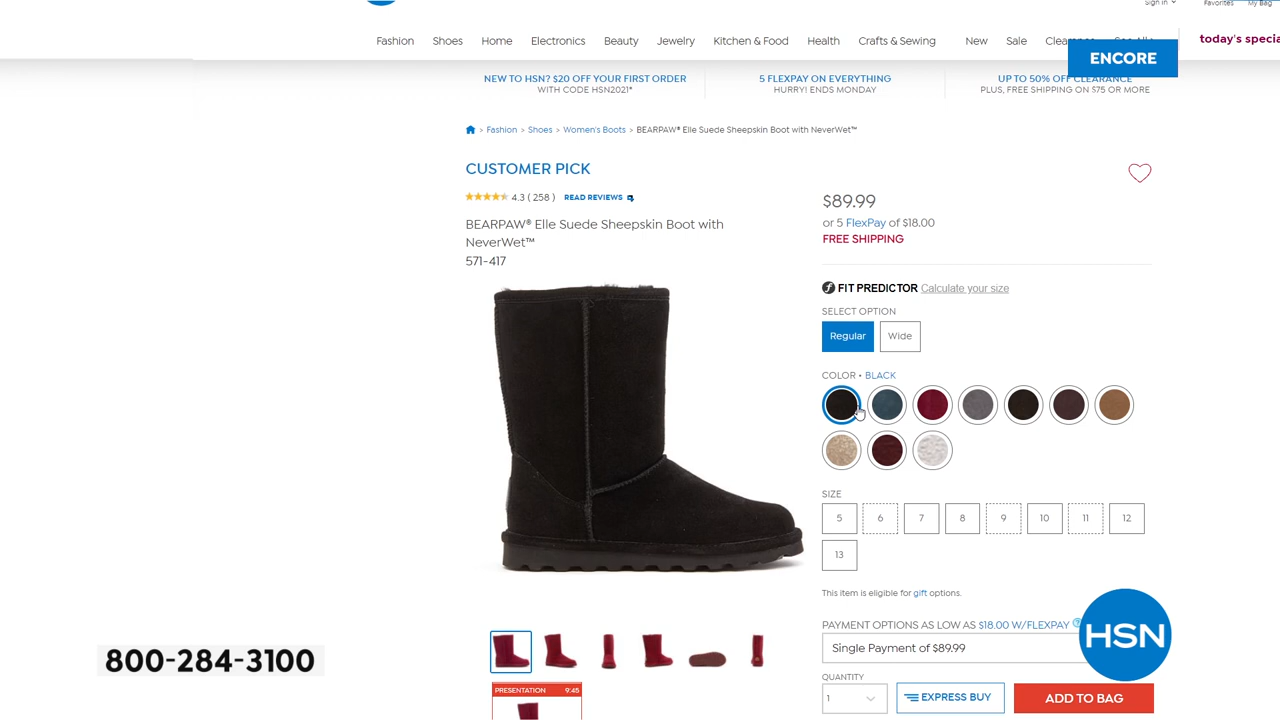 Sign In
Favorites
My Bag
Fashion
Shoes
Home
Electronics
Beauty
Jewelry
Kitchen & Food
Health
Crafts & Sewing
New
Sale
today's specia
ENCORE
NEW TO HSN? $20 OFF YOUR FIRST ORDER
WITH CODE HSN2021*
5 FLEXPAY ON EVERYTHING
HURRY! ENDS MONDAY
UP TO 50% OFF CLEARANCE
PLUS, FREE SHIPPING ON $75 OR MORE
> Fashion > Shoes > Women's Boots > BEARPAW® Elle Suede Sheepskin Boot with NeverWet™
CUSTOMER PICK
4.3 ( 258 ) READ REVIEWS
BEARPAW® Elle Suede Sheepskin Boot with
NeverWet™
571-417
$89.99
or 5 FlexPay of $18.00
FREE SHIPPING
FIT PREDICTOR Calculate your size
SELECT OPTION
Regular
Wide
COLOR • BLACK
SIZE
5
6
7
8
9
10
11
12
13
This item is eligible for gift options.
PAYMENT OPTIONS AS LOW AS $18.00 W/FLEXPAY
Single Payment of $89.99
HSN
QUANTITY
1
EXPRESS BUY
ADD TO BAG
800-284-3100
PRESENTATION 9:45